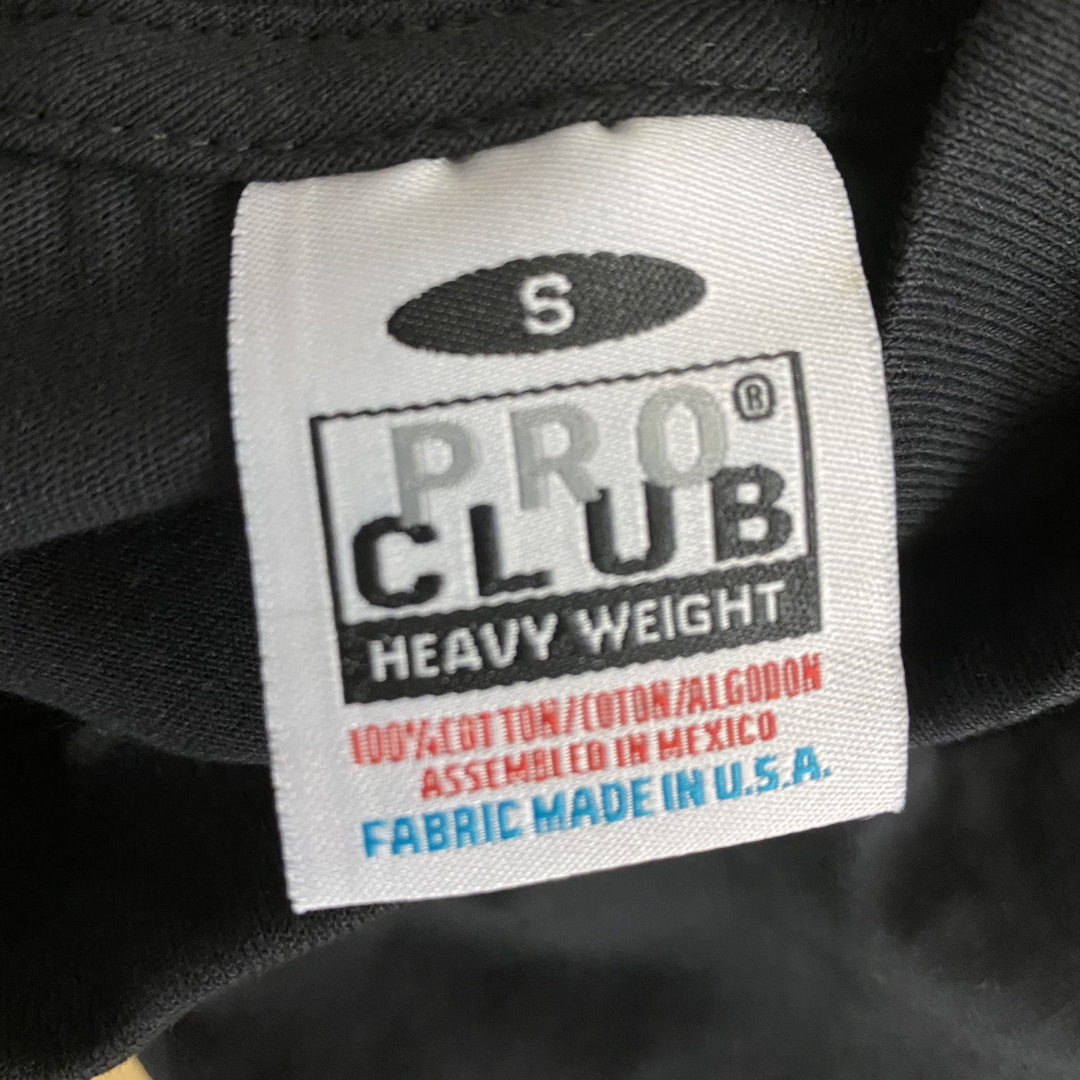 S
PRO®
CLUB
HEAVY WEIGHT
100%COTTON/COTON/ALGODON
ASSEMBLED IN MEXICO
FABRIC MADE IN U.S.A.